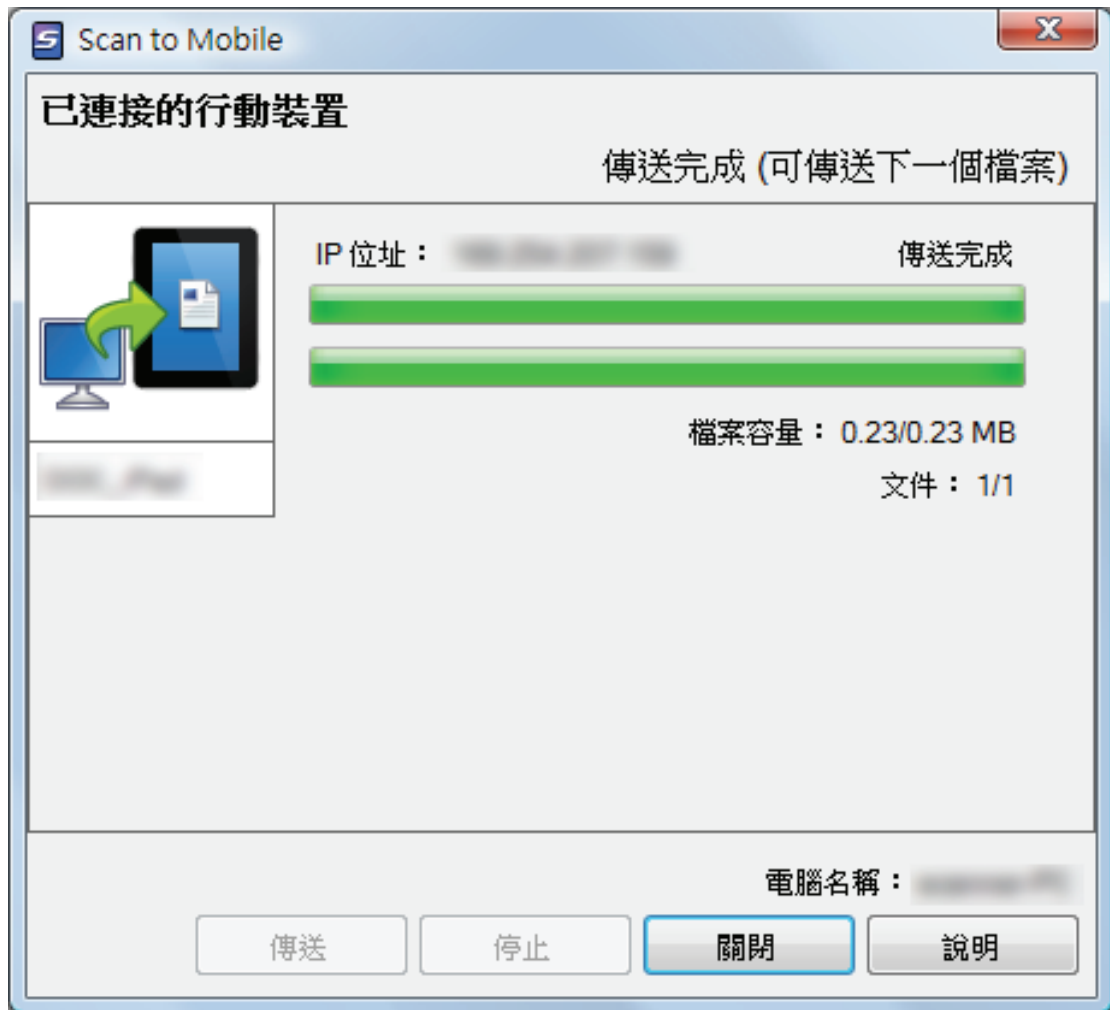 Scan to Mobile
已連接的行動裝置
傳送完成 (可傳送下一個檔案)
IP 位址： 傳送完成
檔案容量： 0.23/0.23 MB
文件： 1/1
電腦名稱：
傳送 停止 關閉 說明